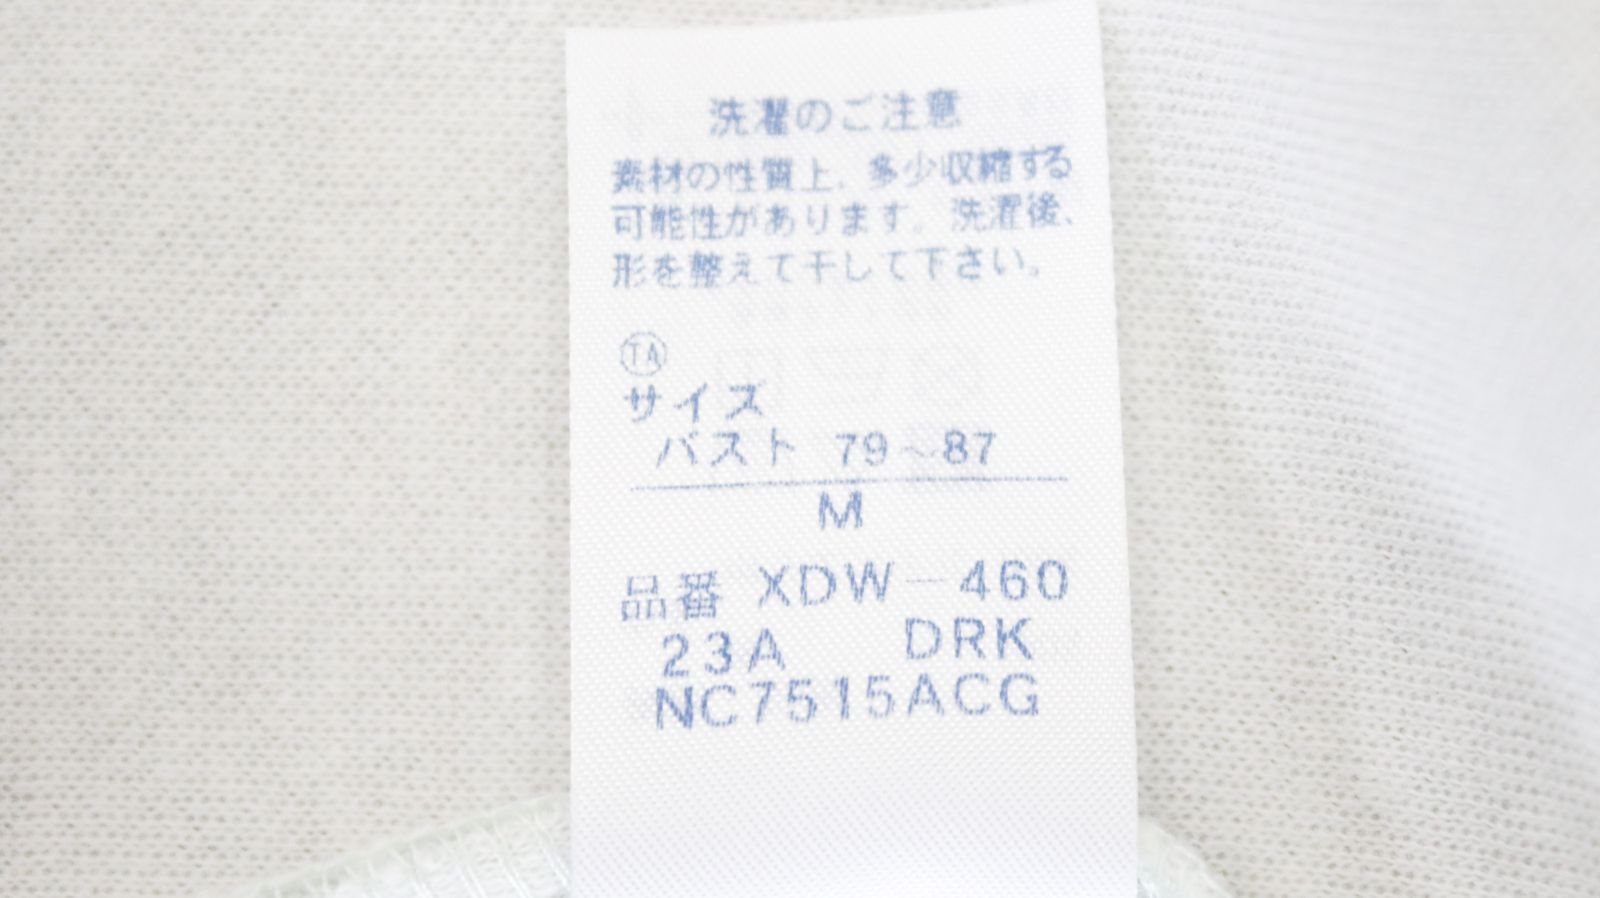 洗濯のご注意
素材の性質上、多少収縮する
可能性があります。洗濯後、
形を整えて干して下さい。
TA
サイズ
バスト 79～87
M
品番 XDW－460
23A DRK
NC7515ACG